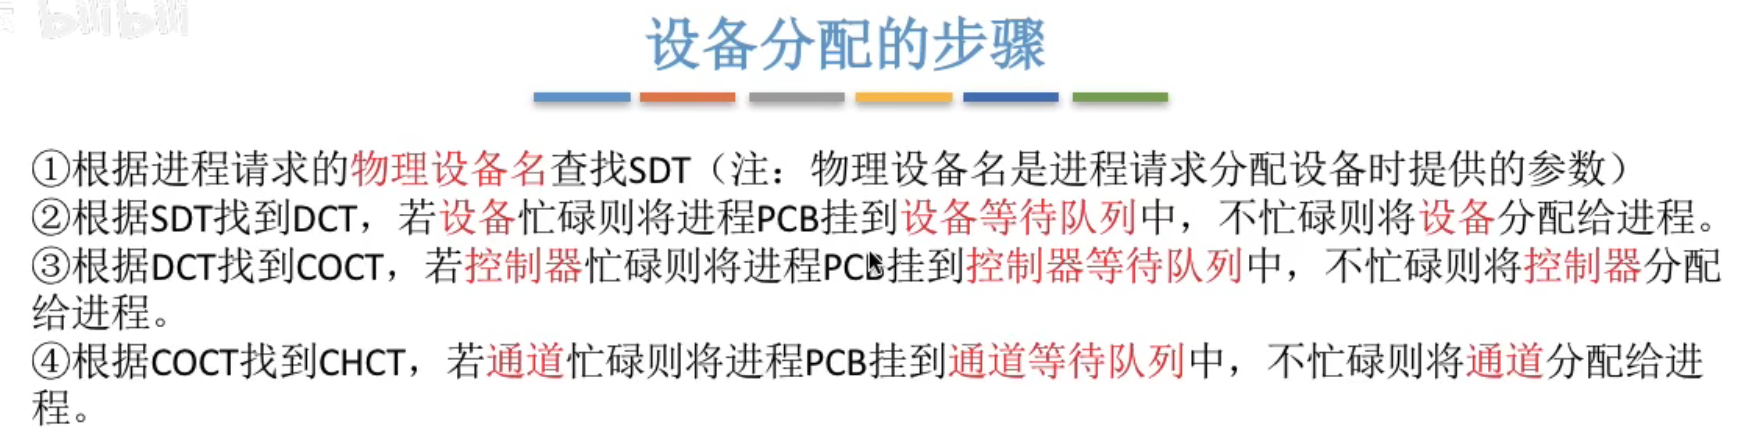 bilibili
设备分配的步骤
①根据进程请求的物理设备名查找SDT（注：物理设备名是进程请求分配设备时提供的参数）
②根据SDT找到DCT，若设备忙碌则将进程PCB挂到设备等待队列中，不忙碌则将设备分配给进程。
③根据DCT找到COCT，若控制器忙碌则将进程PCB挂到控制器等待队列中，不忙碌则将控制器分配
给进程。
④根据COCT找到CHCT，若通道忙碌则将进程PCB挂到通道等待队列中，不忙碌则将通道分配给进
程。